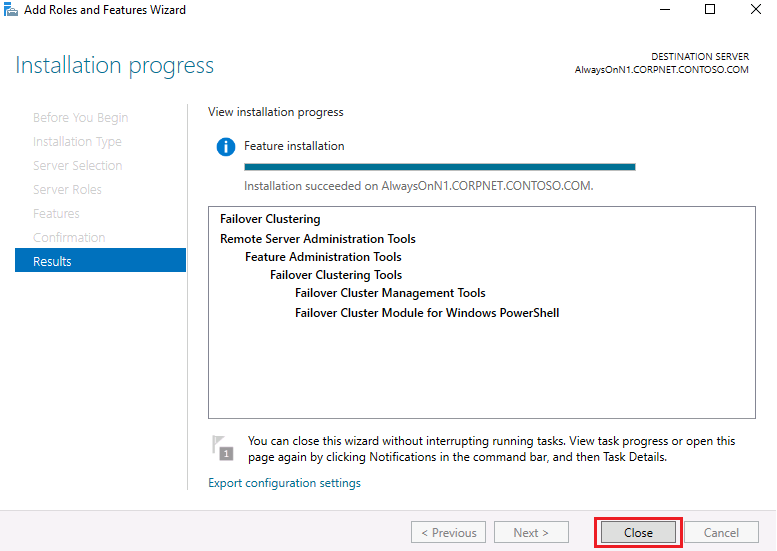 Add Roles and Features Wizard
Installation progress
DESTINATION SERVER
AlwaysOnN1.CORPNET.CONTOSO.COM
Before You Begin
Installation Type
Server Selection
Server Roles
Features
Confirmation
Results
View installation progress
i Feature installation
Installation succeeded on AlwaysOnN1.CORPNET.CONTOSO.COM.
Failover Clustering
Remote Server Administration Tools
Feature Administration Tools
Failover Clustering Tools
Failover Cluster Management Tools
Failover Cluster Module for Windows PowerShell
1
You can close this wizard without interrupting running tasks. View task progress or open this
page again by clicking Notifications in the command bar, and then Task Details.
Export configuration settings
< Previous Next > Close Cancel